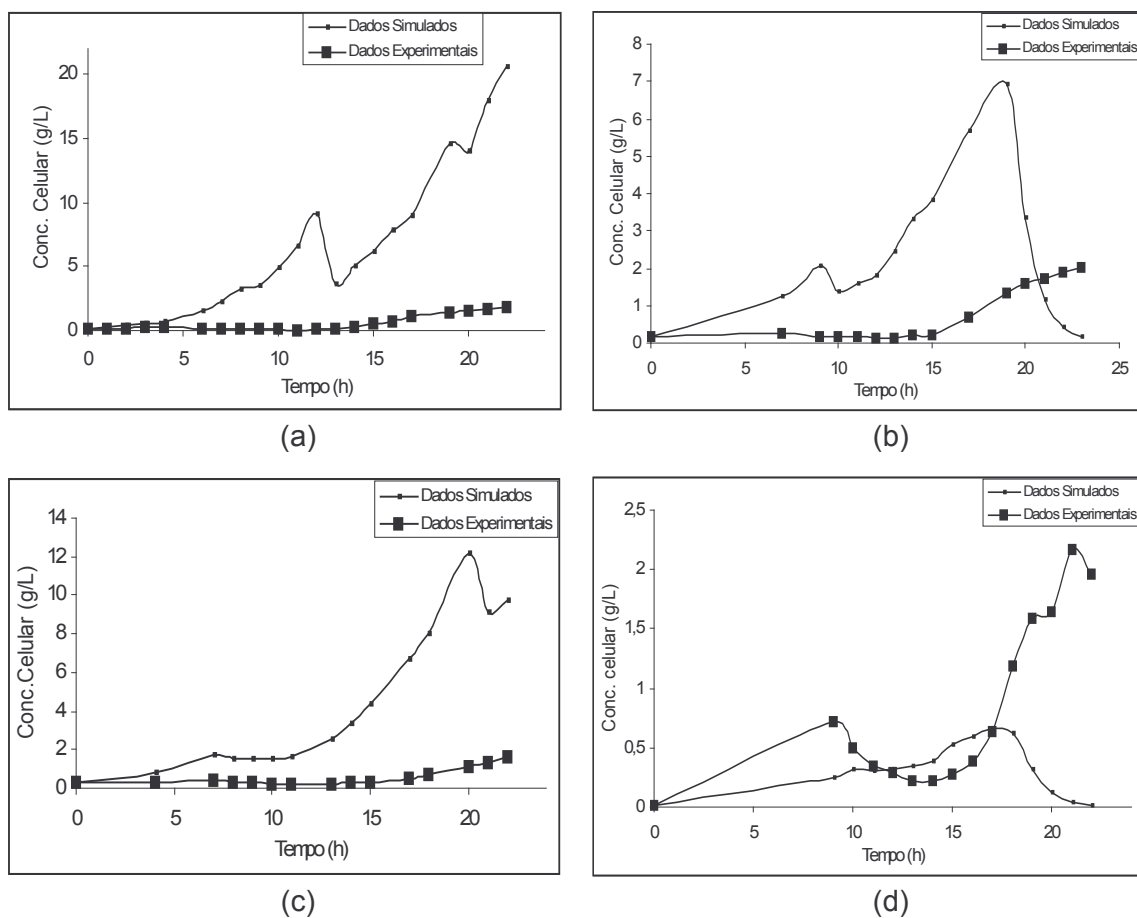 Dados Simulados
Dados Experimentais
Conc. Celular (g/L)
20
15
10
5
0
0 5 10 15 20
Tempo (h)
(a)
Dados Simulados
Dados Experimentais
Conc. Celular (g/L)
8
7
6
5
4
3
2
1
0
0 5 10 15 20 25
Tempo (h)
(b)
Dados Simulados
Dados Experimentais
Conc.Celular (g/L)
14
12
10
8
6
4
2
0
0 5 10 15 20
Tempo (h)
(c)
Dados Simulados
Dados Experimentais
Conc. celular (g/L)
2,5
2
1,5
1
0,5
0
0 5 10 15 20
Tempo (h)
(d)